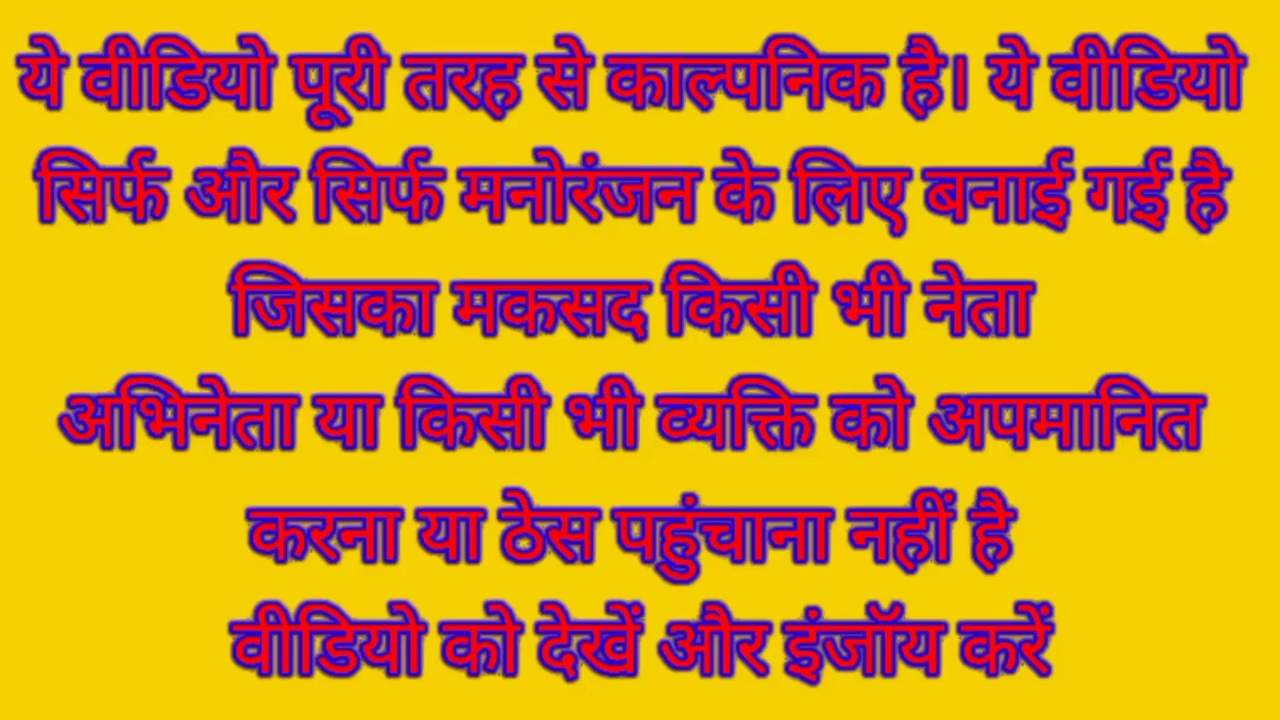 ये वीडियो पूरी तरह से काल्पनिक है। ये वीडियो
सिर्फ और सिर्फ मनोरंजन के लिए बनाई गई है
जिसका मकसद किसी भी नेता
अभिनेता या किसी भी व्यक्ति को अपमानित
करना या ठेस पहुंचाना नहीं है
वीडियो को देखें और इंजॉय करें